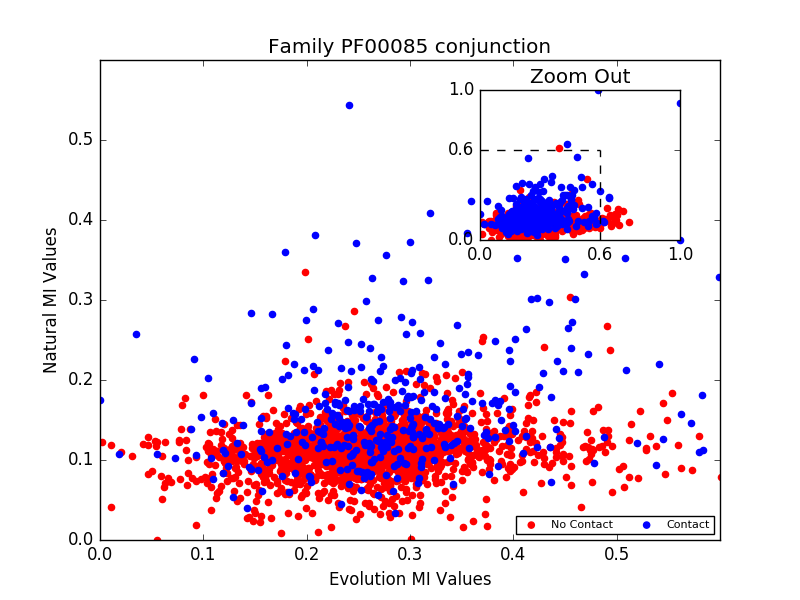 Family PF00085 conjunction
Zoom Out
1.0
0.6
0.0
0.0 0.6 1.0
0.5
0.4
0.3
0.2
0.1
0.0
Natural MI Values
No Contact Contact
0.0 0.1 0.2 0.3 0.4 0.5
Evolution MI Values